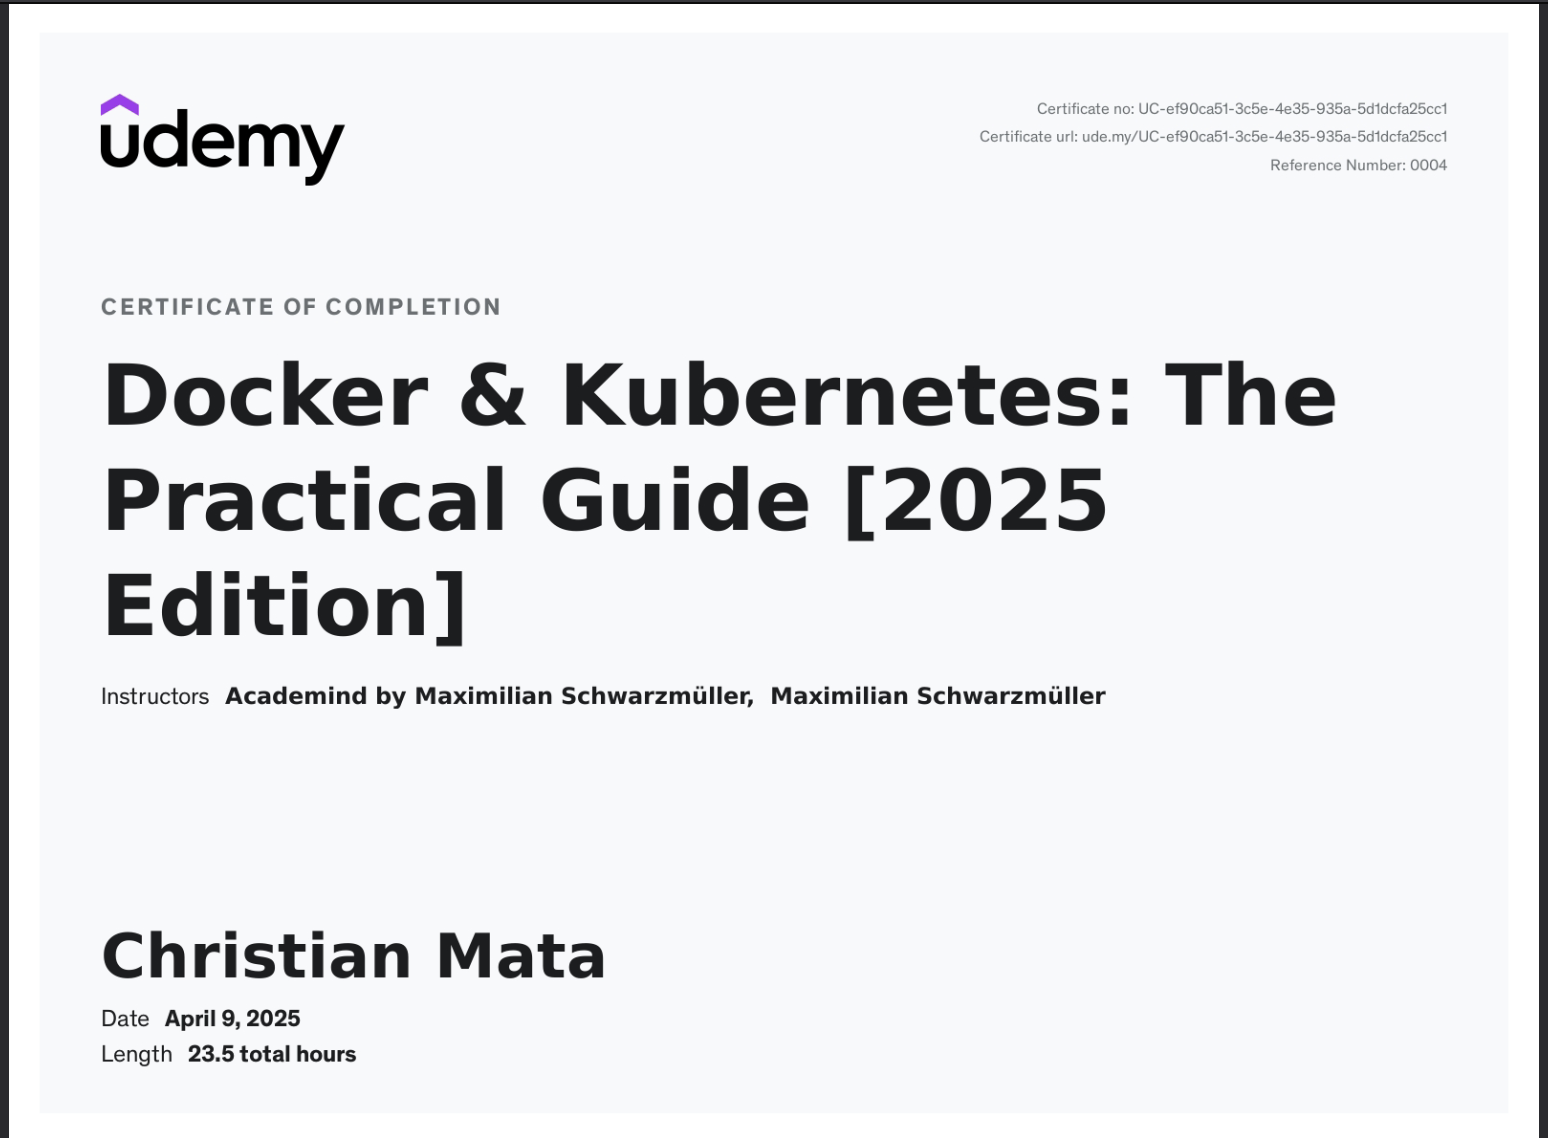 udemy
Certificate no: UC-ef90ca51-3c5e-4e35-935a-5d1dcfa25cc1
Certificate url: ude.my/UC-ef90ca51-3c5e-4e35-935a-5d1dcfa25cc1
Reference Number: 0004
CERTIFICATE OF COMPLETION
Docker & Kubernetes: The
Practical Guide [2025
Edition]
Instructors Academind by Maximilian Schwarzmüller, Maximilian Schwarzmüller
Christian Mata
Date April 9, 2025
Length 23.5 total hours